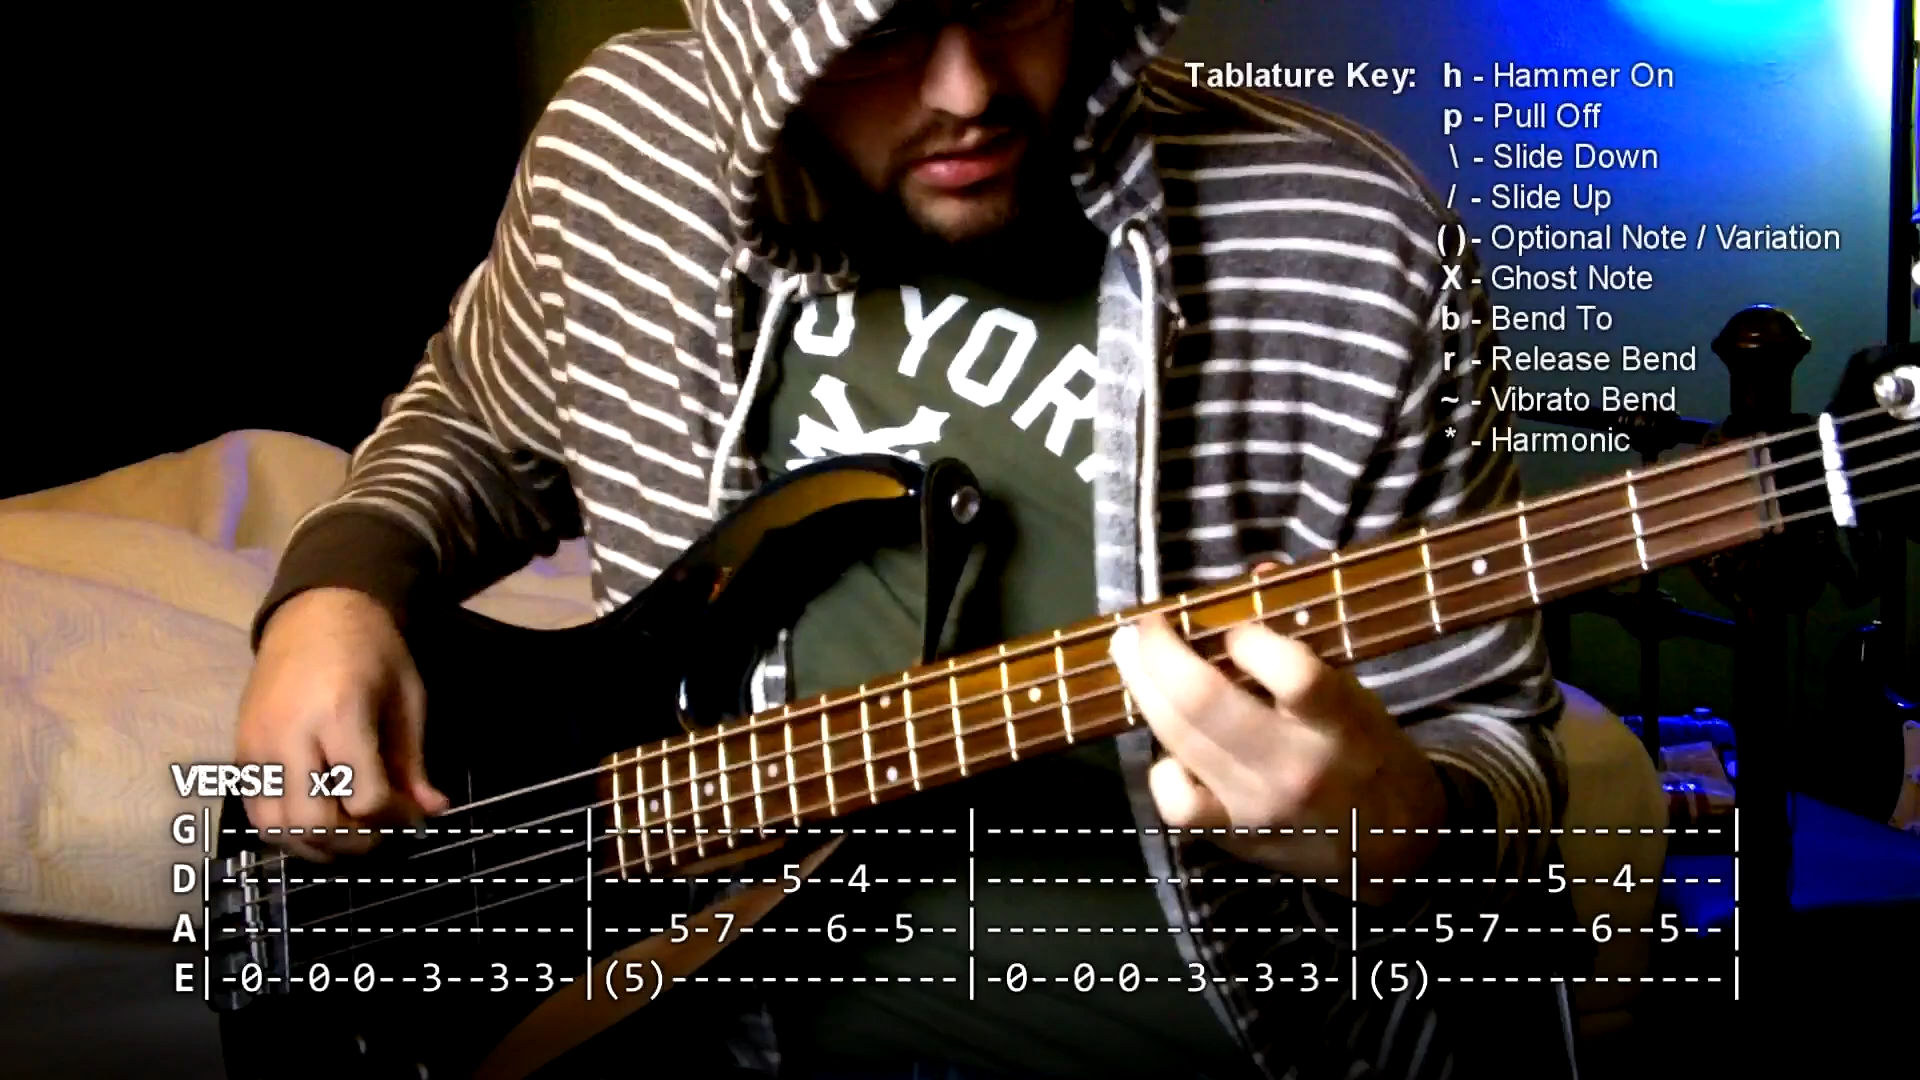 Tablature Key: h - Hammer On
p - Pull Off
\ - Slide Down
/ - Slide Up
( ) - Optional Note / Variation
X - Ghost Note
b - Bend To
r - Release Bend
~ - Vibrato Bend
* - Harmonic
YOR
VERSE x2
G|----------------|----------------|----------------|----------------|
D|----------------|--------5--4----|----------------|--------5--4----|
A|----------------|---5-7----6--5--|----------------|---5-7----6--5--|
E|-0--0-0--3--3-3-|(5)-------------|-0--0-0--3--3-3-|(5)-------------|